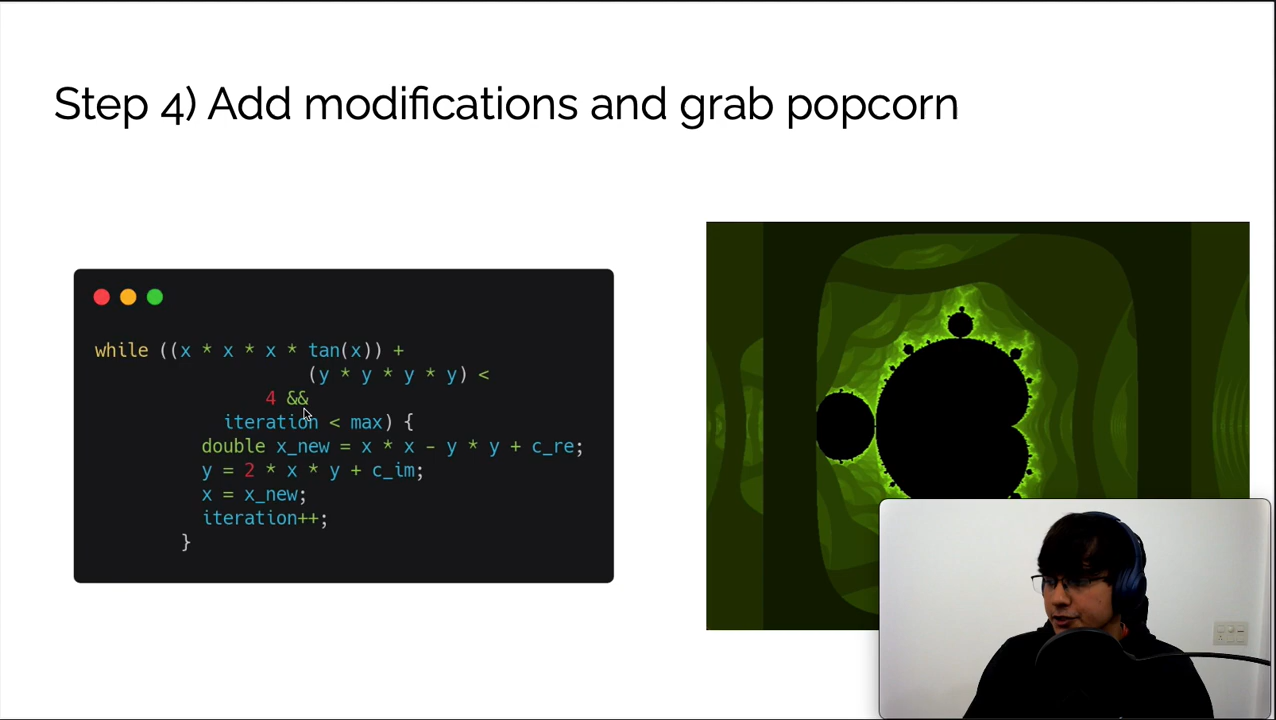 Step 4) Add modifications and grab popcorn
while ((x * x * x * tan(x)) +
(y * y * y * y) <
4 &&
iteration < max) {
double x_new = x * x - y * y + c_re;
y = 2 * x * y + c_im;
x = x_new;
iteration++;
}